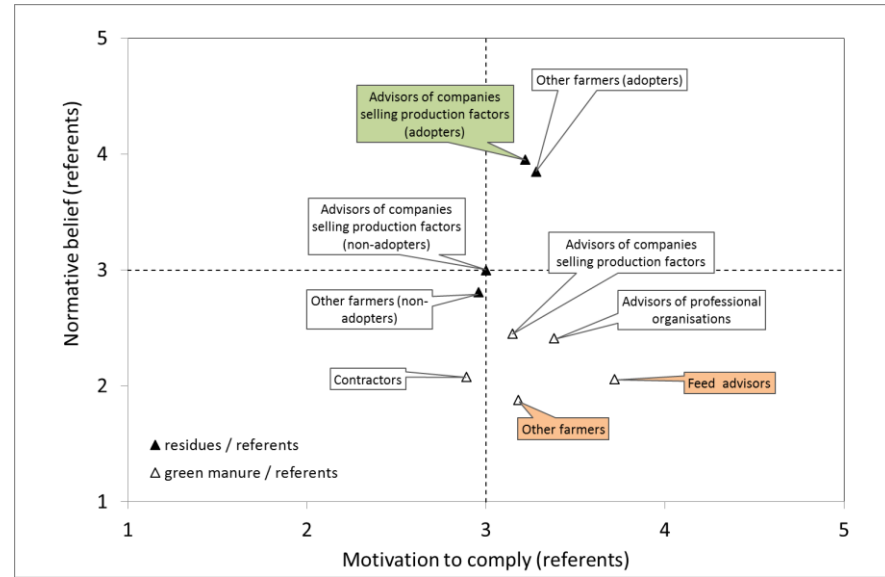 5
4
3
2
1
Normative belief (referents)
Other farmers (adopters)
Advisors of companies
selling production factors
(adopters)
Advisors of companies
selling production factors
(non-adopters)
Advisors of companies
selling production factors
Other farmers (non-
adopters)
Advisors of professional
organisations
Contractors
Feed  advisors
Other farmers
residues / referents
green manure / referents
1
2
3
4
5
Motivation to comply (referents)